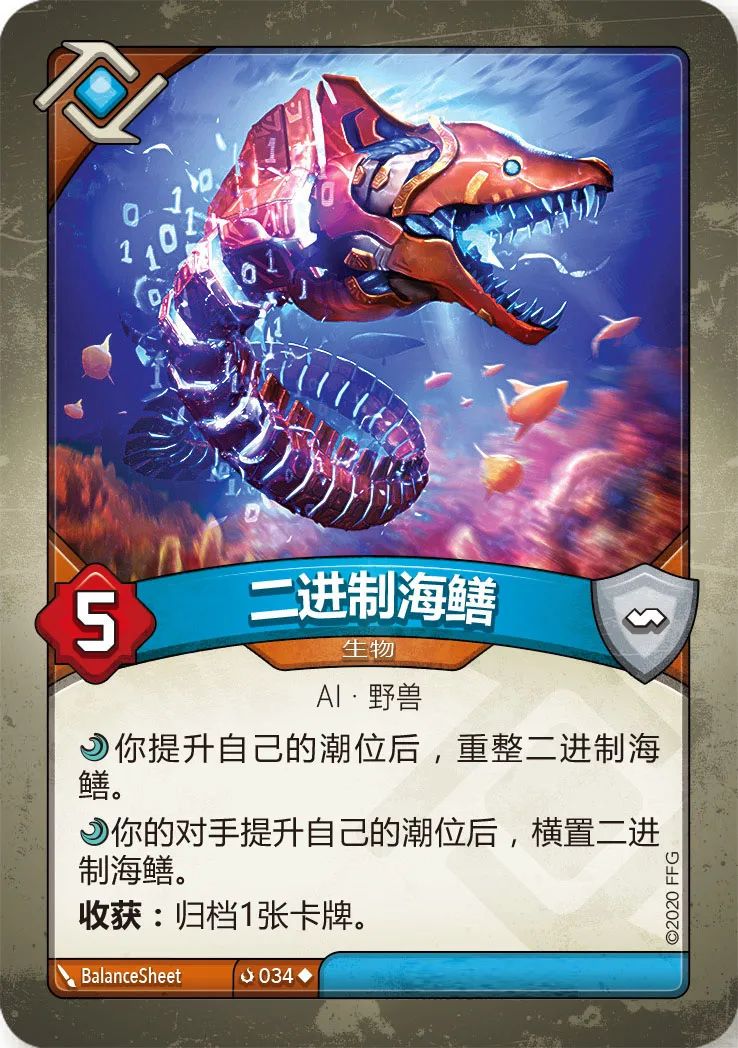 5
二进制海鳝
生物
AI · 野兽
你提升自己的潮位后，重整二进制海
鳝。
你的对手提升自己的潮位后，横置二进
制海鳝。
收获：归档1张卡牌。
©2020 FFG
BalanceSheet
034